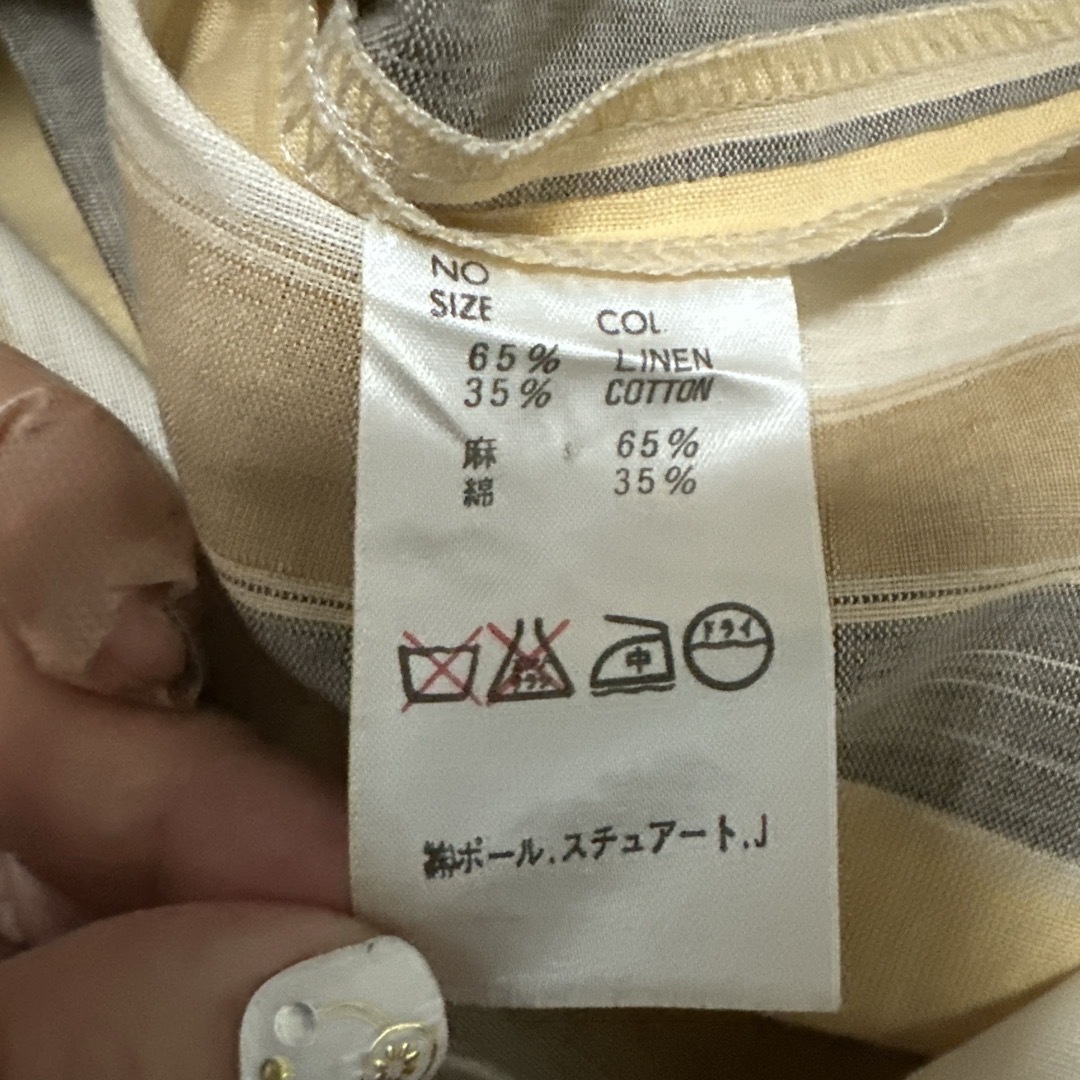 NO
SIZE
COL
65% LINEN
35% COTTON
麻 65%
綿 35%
中
ドライ
㈱ポール.スチュアート.J